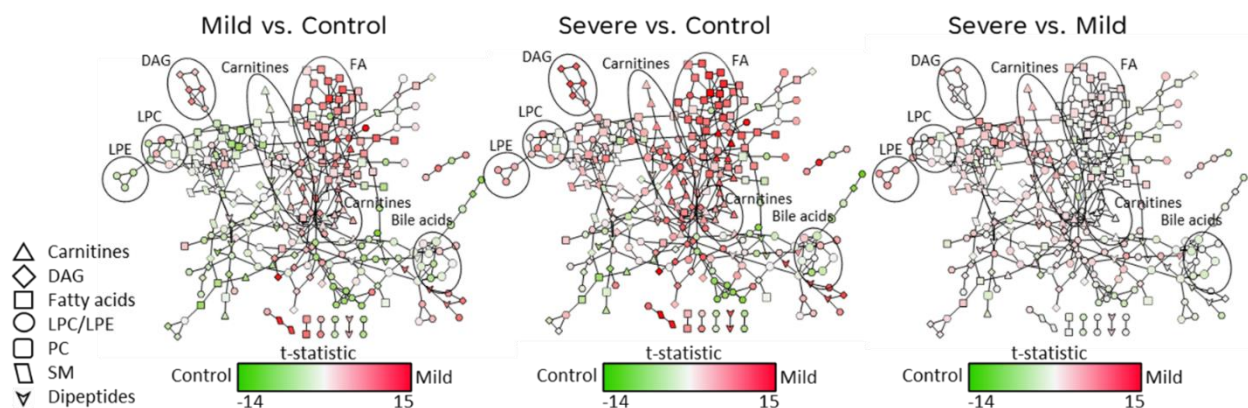 Mild vs. Control
DAG
Carnitines
FA
LPC
LPE
Carnitines
Bile acids
Severe vs. Control
DAG
Carnitines
FA
LPC
LPE
Carnitines
Bile acids
Severe vs. Mild
DAG
Carnitines
FA
LPC
LPE
Carnitines
Bile acids
Carnitines
DAG
Fatty acids
LPC/LPE
PC
SM
Dipeptides
t-statistic
Control Mild
-14 15
t-statistic
Control Mild
-14 15
t-statistic
Control Mild
-14 15